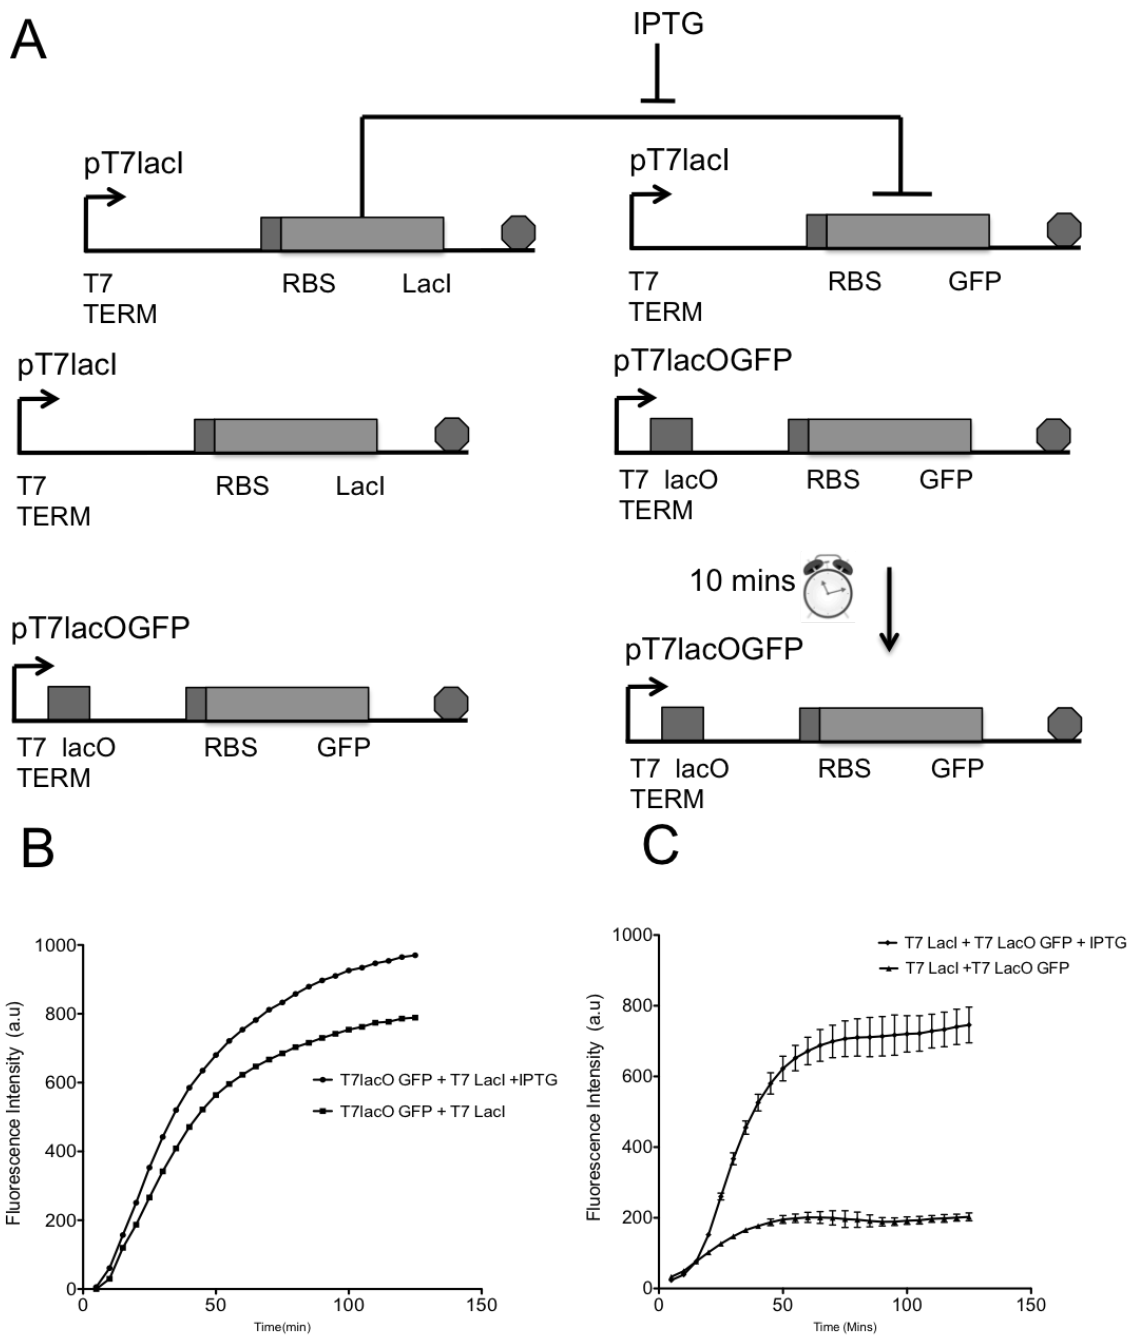 A
IPTG
pT7lacI
T7 RBS LacI
TERM
pT7lacI
T7 RBS GFP
TERM
pT7lacI
T7 RBS LacI
TERM
pT7lacOGFP
T7 lacO RBS GFP
TERM
10 mins
pT7lacOGFP
T7 lacO RBS GFP
TERM
pT7lacOGFP
T7 lacO RBS GFP
TERM
B
Fluorescence Intensity (a.u)
1000
800
600
400
200
0
0 50 100 150
Time(min)
T7lacO GFP + T7 LacI +IPTG
T7lacO GFP + T7 LacI
C
Fluorescence Intensity (a.u)
1000
800
600
400
200
0
0 50 100 150
Time (Mins)
T7 LacI + T7 LacO GFP + IPTG
T7 LacI +T7 LacO GFP